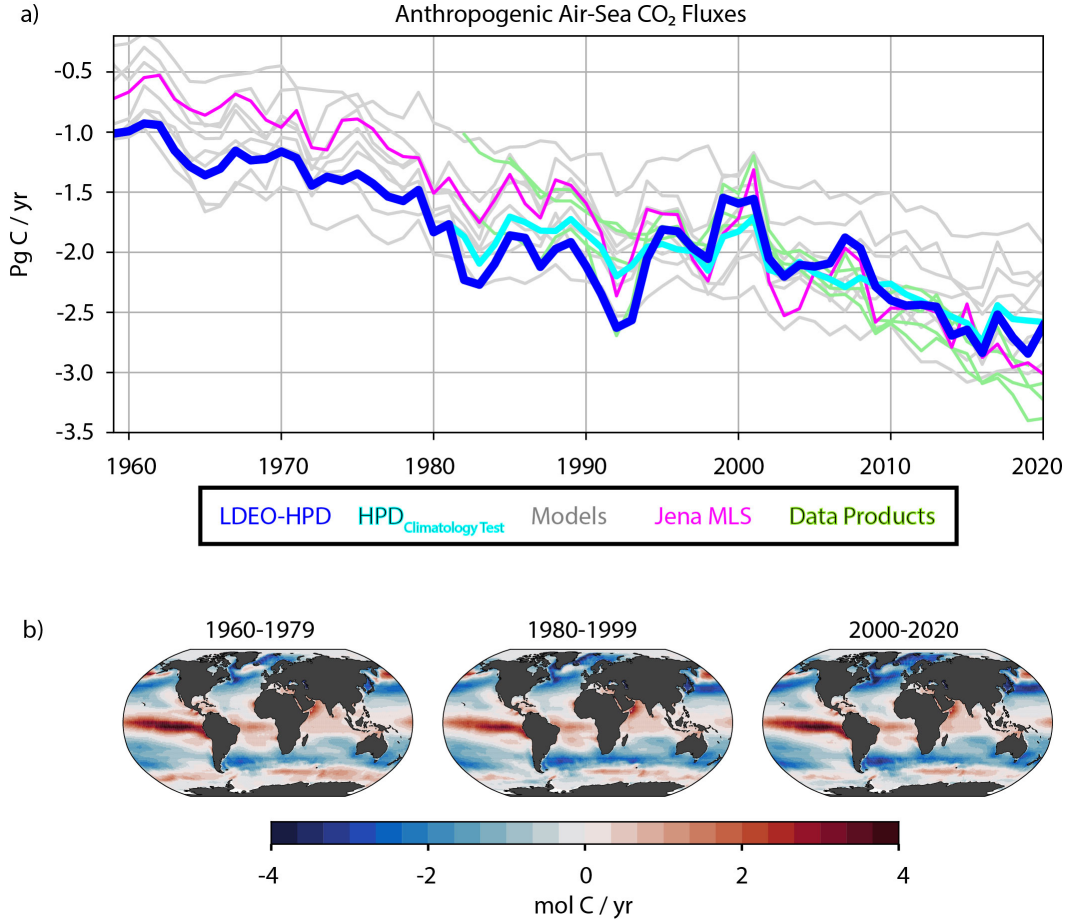 a)
Anthropogenic Air-Sea CO₂ Fluxes
Pg C / yr
-0.5
-1.0
-1.5
-2.0
-2.5
-3.0
-3.5
1960 1970 1980 1990 2000 2010 2020
LDEO-HPD HPD Climatology Test Models Jena MLS Data Products
b)
1960-1979 1980-1999 2000-2020
-4 -2 0 2 4
mol C / yr